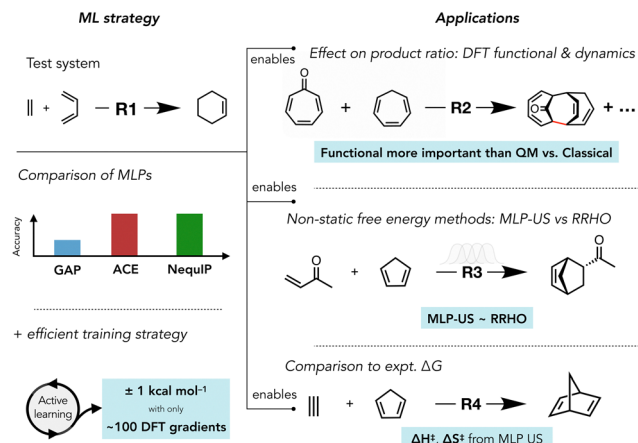 ML strategy
Test system
+
R1
Comparison of MLPs
Accuracy
GAP ACE NequIP
+ efficient training strategy
Active
learning
± 1 kcal mol⁻¹
with only
~100 DFT gradients
Applications
enables
Effect on product ratio: DFT functional & dynamics
O
+ R2 O + ...
Functional more important than QM vs. Classical
enables
Non-static free energy methods: MLP-US vs RRHO
O + R3 O
MLP-US ~ RRHO
Comparison to expt. ΔG
enables
+ R4
ΔH‡, ΔS‡ from MLP US